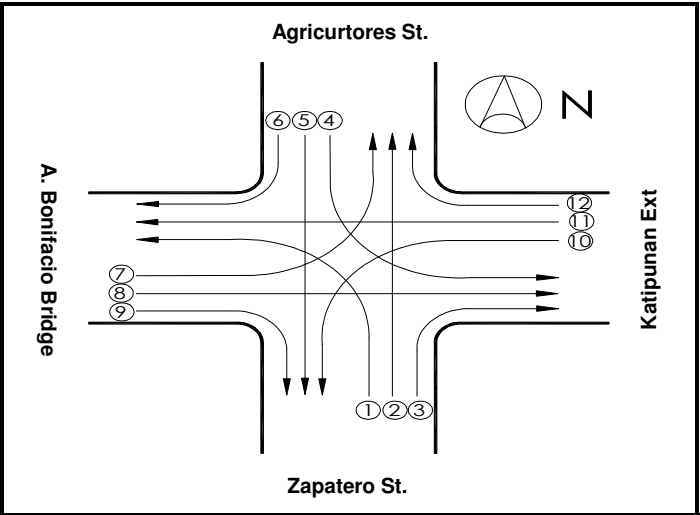 Agricurtores St.
N
6 5 4
A. Bonifacio Bridge
12
11
10
Katipunan Ext
7
8
9
1 2 3
Zapatero St.